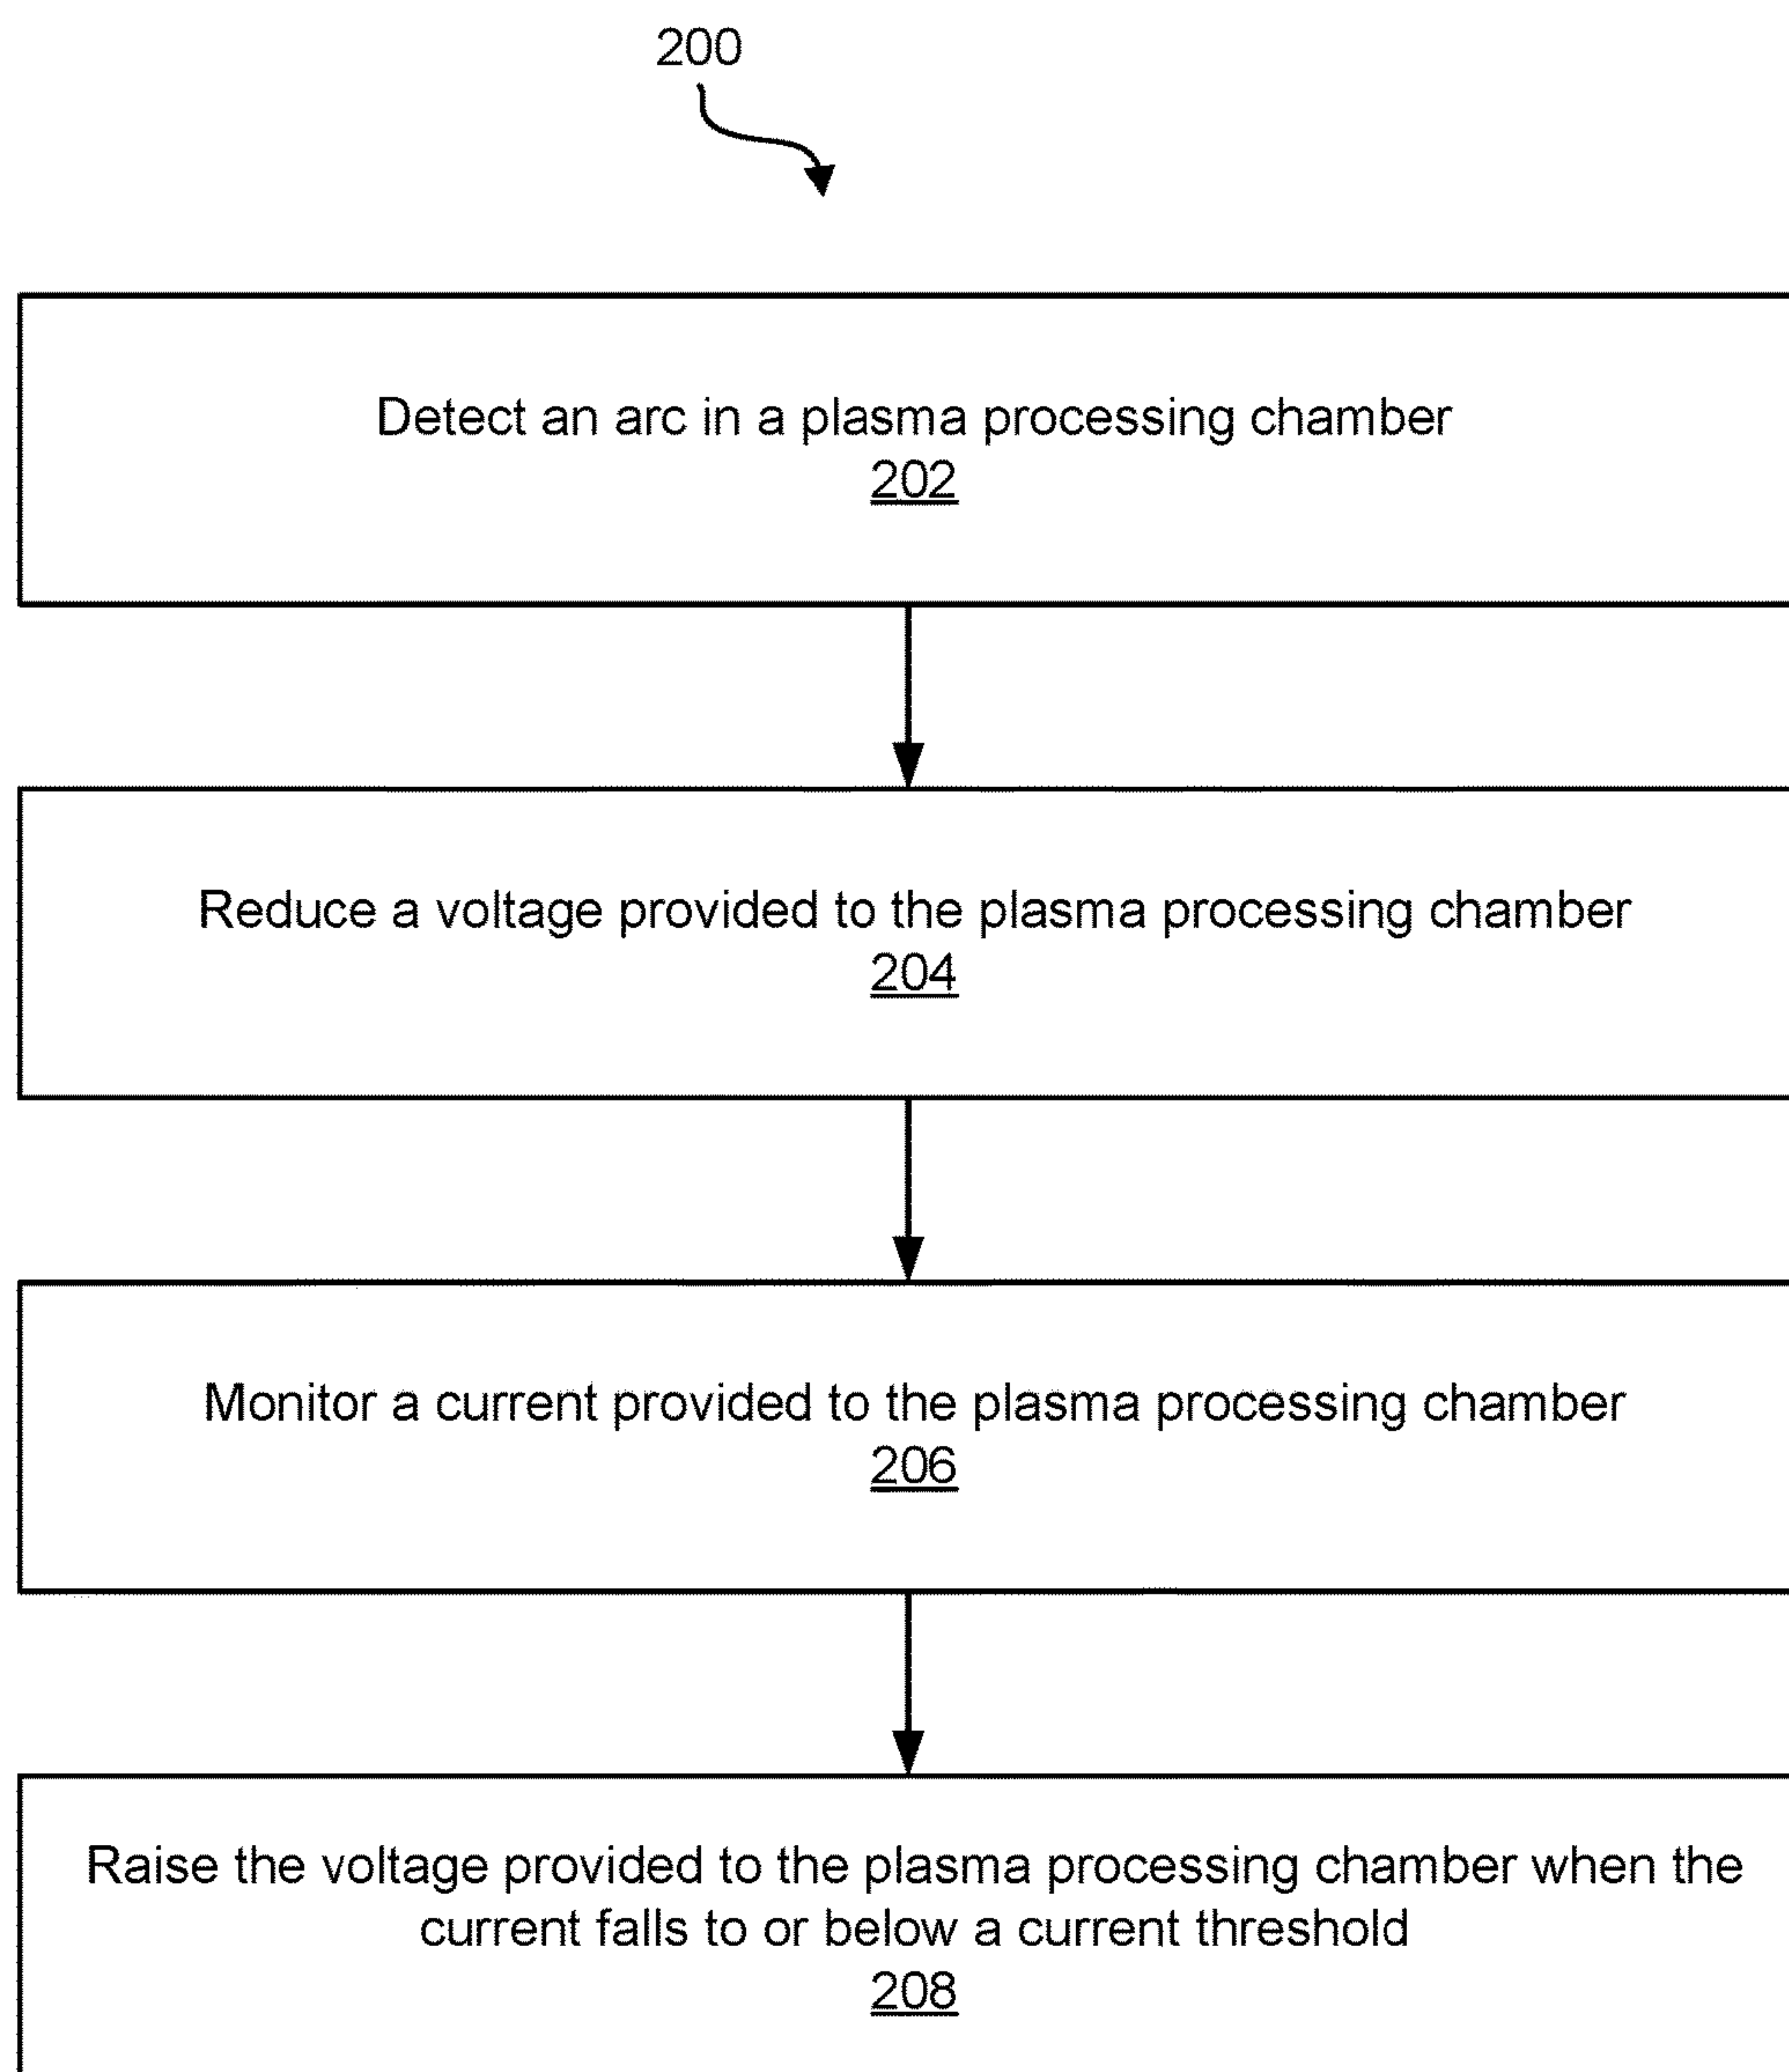 200
Detect an arc in a plasma processing chamber
202
Reduce a voltage provided to the plasma processing chamber
204
Monitor a current provided to the plasma processing chamber
206
Raise the voltage provided to the plasma processing chamber when the
current falls to or below a current threshold
208